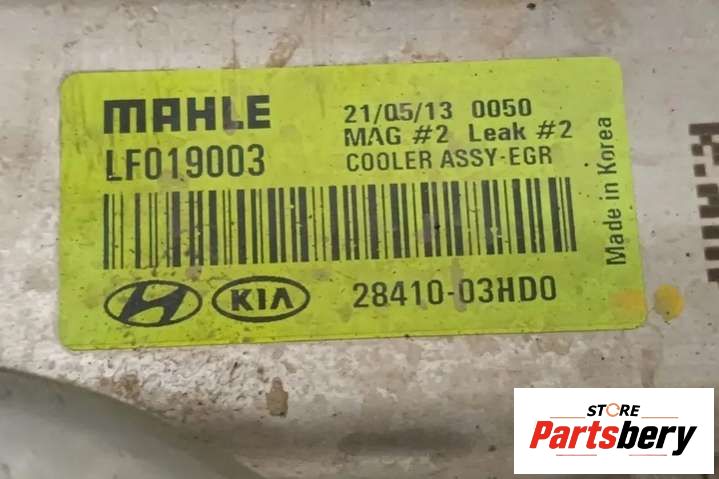 MAHLE
LF019003
21/05/13 0050
MAG #2 Leak #2
COOLER ASSY-EGR
Made in Korea
KIA
28410-03HD0
STORE
Partsbery